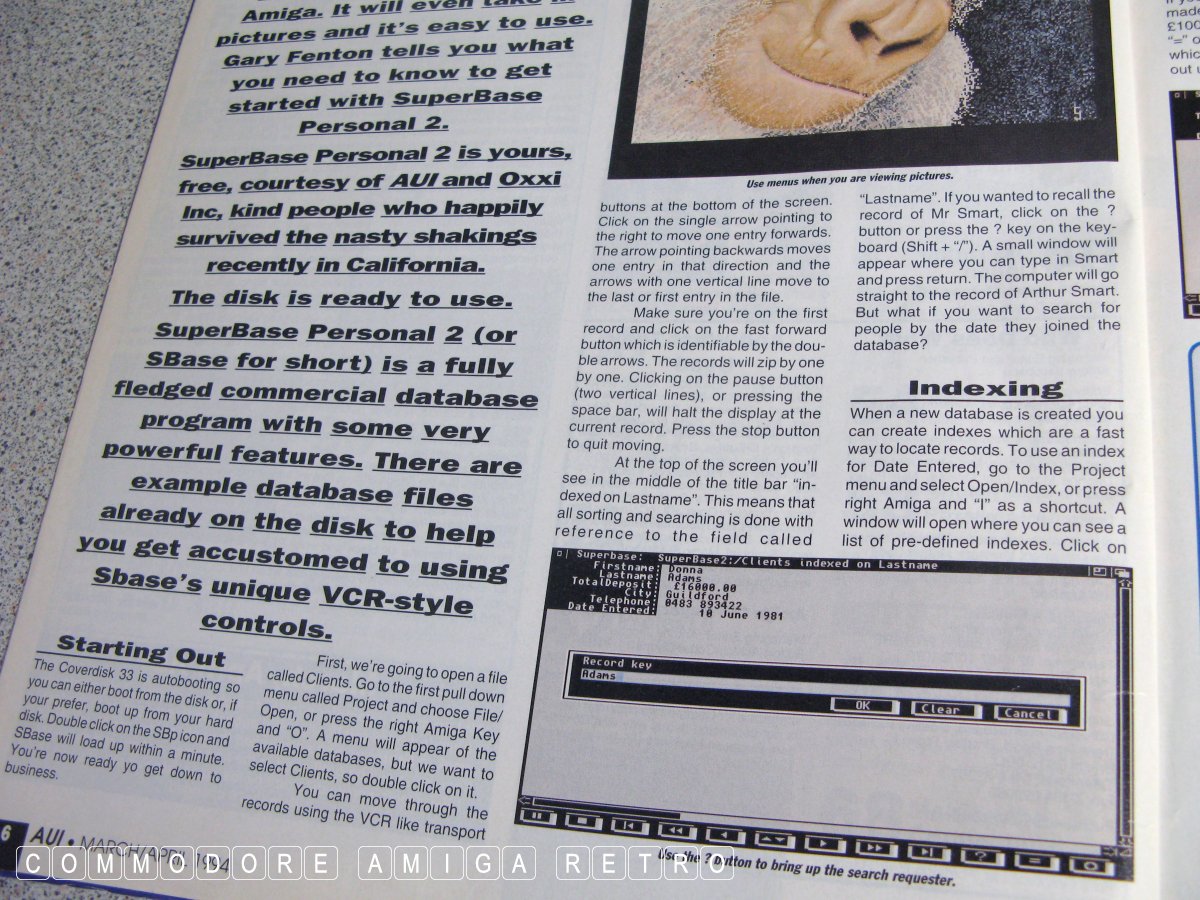 Amiga. It will even take in
pictures and it's easy to use.
Gary Fenton tells you what
you need to know to get
started with SuperBase
Personal 2.
SuperBase Personal 2 is yours,
free, courtesy of AUI and Oxxi
Inc, kind people who happily
survived the nasty shakings
recently in California.
The disk is ready to use.
SuperBase Personal 2 (or
SBase for short) is a fully
fledged commercial database
program with some very
powerful features. There are
example database files
already on the disk to help
you get accustomed to using
Sbase's unique VCR-style
controls.
Starting Out
The Coverdisk 33 is autobooting so
you can either boot from the disk or, if
your prefer, boot up from your hard
disk. Double click on the SBp icon and
SBase will load up within a minute.
You're now ready yo get down to
business.
First, we're going to open a file
called Clients. Go to the first pull down
menu called Project and choose File/
Open, or press the right Amiga Key
and "O". A menu will appear of the
available databases, but we want to
select Clients, so double click on it.
You can move through the
records using the VCR like transport
Use menus when you are viewing pictures.
buttons at the bottom of the screen.
Click on the single arrow pointing to
the right to move one entry forwards.
The arrow pointing backwards moves
one entry in that direction and the
arrows with one vertical line move to
the last or first entry in the file.
Make sure you're on the first
record and click on the fast forward
button which is identifiable by the dou-
ble arrows. The records will zip by one
by one. Clicking on the pause button
(two vertical lines), or pressing the
space bar, will halt the display at the
current record. Press the stop button
to quit moving.
At the top of the screen you'll
see in the middle of the title bar "in-
dexed on Lastname". This means that
all sorting and searching is done with
reference to the field called
"Lastname". If you wanted to recall the
record of Mr Smart, click on the ?
button or press the ? key on the key-
board (Shift + "/"). A small window will
appear where you can type in Smart
and press return. The computer will go
straight to the record of Arthur Smart.
But what if you want to search for
people by the date they joined the
database?
Indexing
When a new database is created you
can create indexes which are a fast
way to locate records. To use an index
for Date Entered, go to the Project
menu and select Open/Index, or press
right Amiga and "I" as a shortcut. A
window will open where you can see a
list of pre-defined indexes. Click on
Superbase: SuperBase2:/Clients indexed on Lastname
Firstname: Donna
Lastname: Adams
TotalDeposit: £16000.00
City: Guildford
Telephone: 0483 893422
Date Entered: 10 June 1981
Record key
Adams
OK Clear Cancel
? =
Use the ? button to bring up the search requester.
made
£100
"="
whic
out
6 AUI • MARCH/APRIL 1994
COMMODORE AMIGA RETRO